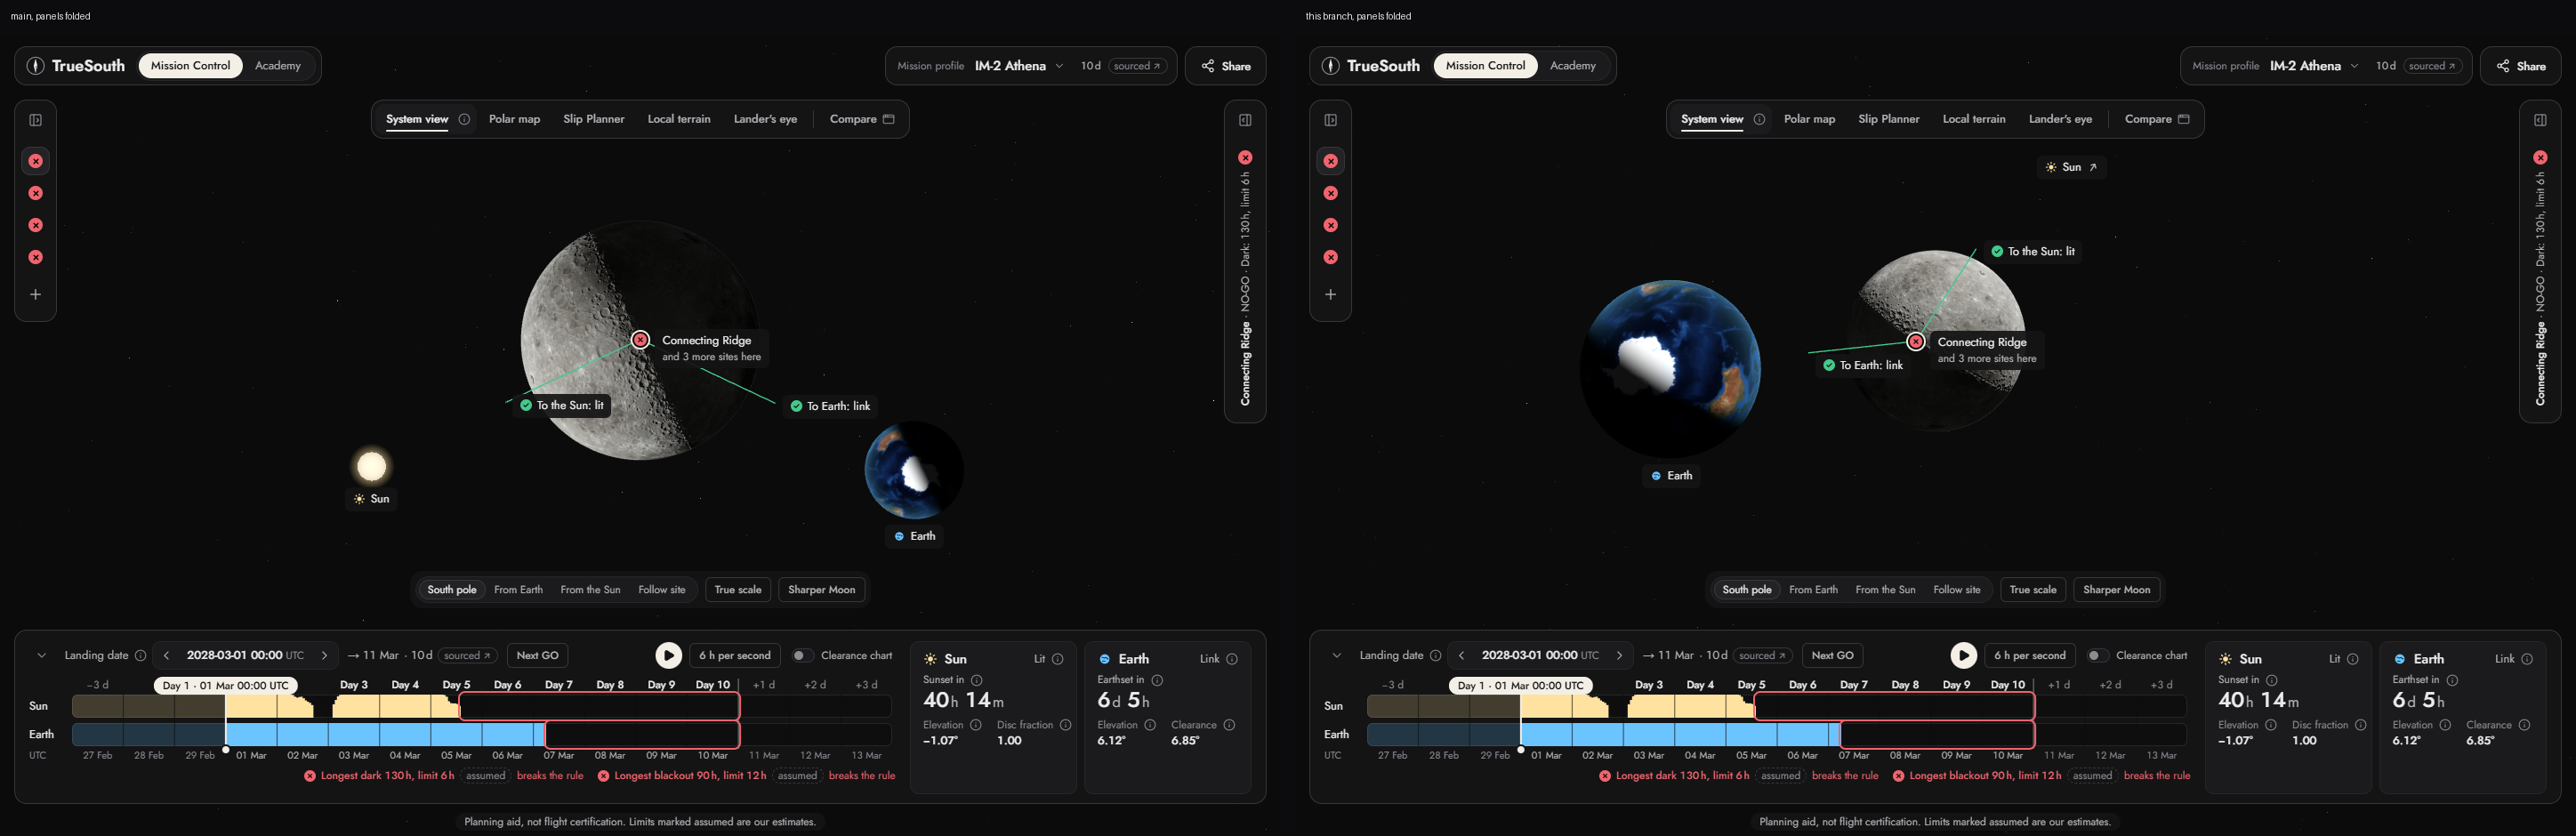 main, panels folded
TrueSouth Mission Control Academy
Mission profile IM-2 Athena 10d sourced ↗ Share
System view Polar map Slip Planner Local terrain Lander's eye Compare
Connecting Ridge · NO-GO · Dark: 130h, limit 6h
Connecting Ridge
and 3 more sites here
To the Sun: lit
To Earth: link
Sun
Earth
South pole From Earth From the Sun Follow site True scale Sharper Moon
Landing date 2028-03-01 00:00 UTC → 11 Mar · 10d sourced ↗ Next GO 6 h per second Clearance chart
−3 d Day 1 · 01 Mar 00:00 UTC Day 3 Day 4 Day 5 Day 6 Day 7 Day 8 Day 9 Day 10 +1 d +2 d +3 d
Sun
Earth
UTC 27 Feb 28 Feb 29 Feb 01 Mar 02 Mar 03 Mar 04 Mar 05 Mar 06 Mar 07 Mar 08 Mar 09 Mar 10 Mar 11 Mar 12 Mar 13 Mar
Longest dark 130h, limit 6h assumed breaks the rule Longest blackout 90h, limit 12h assumed breaks the rule
Sun Lit
Sunset in
40h 14m
Elevation Disc fraction
−1.07° 1.00
Earth Link
Earthset in
6d 5h
Elevation Clearance
6.12° 6.85°
Planning aid, not flight certification. Limits marked assumed are our estimates.
this branch, panels folded
TrueSouth Mission Control Academy
Mission profile IM-2 Athena 10d sourced ↗ Share
System view Polar map Slip Planner Local terrain Lander's eye Compare
Connecting Ridge · NO-GO · Dark: 130h, limit 6h
Sun ↗
To the Sun: lit
Connecting Ridge
and 3 more sites here
To Earth: link
Earth
South pole From Earth From the Sun Follow site True scale Sharper Moon
Landing date 2028-03-01 00:00 UTC → 11 Mar · 10d sourced ↗ Next GO 6 h per second Clearance chart
−3 d Day 1 · 01 Mar 00:00 UTC Day 3 Day 4 Day 5 Day 6 Day 7 Day 8 Day 9 Day 10 +1 d +2 d +3 d
Sun
Earth
UTC 27 Feb 28 Feb 29 Feb 01 Mar 02 Mar 03 Mar 04 Mar 05 Mar 06 Mar 07 Mar 08 Mar 09 Mar 10 Mar 11 Mar 12 Mar 13 Mar
Longest dark 130h, limit 6h assumed breaks the rule Longest blackout 90h, limit 12h assumed breaks the rule
Sun Lit
Sunset in
40h 14m
Elevation Disc fraction
−1.07° 1.00
Earth Link
Earthset in
6d 5h
Elevation Clearance
6.12° 6.85°
Planning aid, not flight certification. Limits marked assumed are our estimates.